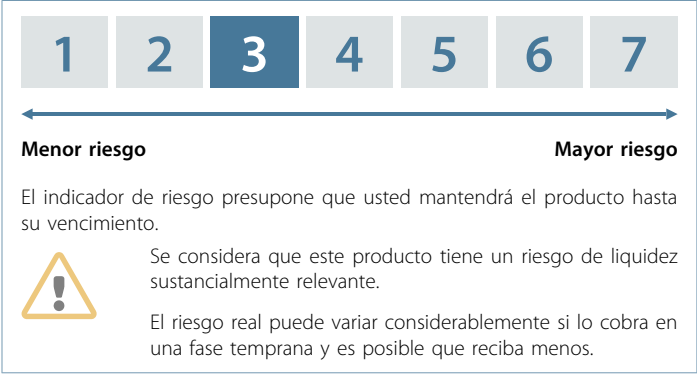 1 2 3 4 5 6 7
Menor riesgo Mayor riesgo
El indicador de riesgo presupone que usted mantendrá el producto hasta
su vencimiento.
Se considera que este producto tiene un riesgo de liquidez
sustancialmente relevante.
El riesgo real puede variar considerablemente si lo cobra en
una fase temprana y es posible que reciba menos.